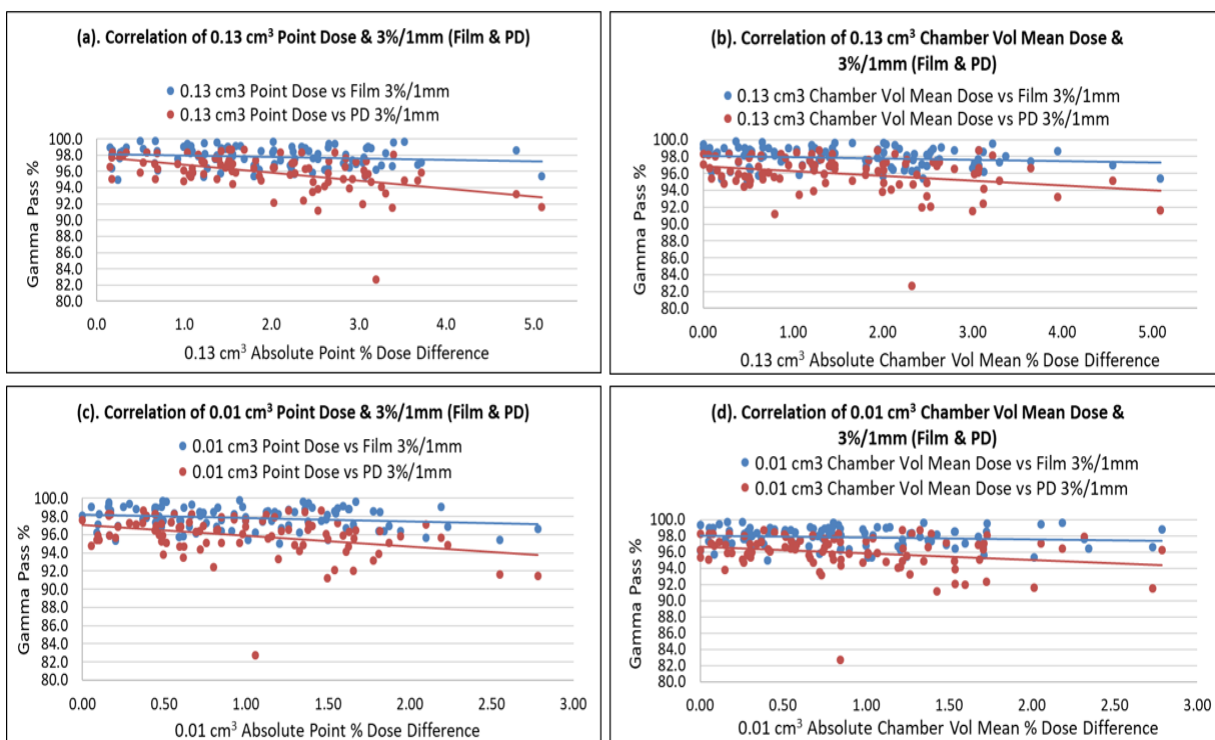 (a). Correlation of 0.13 cm³ Point Dose & 3%/1mm (Film & PD)
0.13 cm3 Point Dose vs Film 3%/1mm
0.13 cm3 Point Dose vs PD 3%/1mm
Gamma Pass %
100.0
98.0
96.0
94.0
92.0
90.0
88.0
86.0
84.0
82.0
80.0
0.0 1.0 2.0 3.0 4.0 5.0
0.13 cm³ Absolute Point % Dose Difference
(b). Correlation of 0.13 cm³ Chamber Vol Mean Dose &
3%/1mm (Film & PD)
0.13 cm3 Chamber Vol Mean Dose vs Film 3%/1mm
0.13 cm3 Chamber Vol Mean Dose vs PD 3%/1mm
Gamma Pass %
100.0
98.0
96.0
94.0
92.0
90.0
88.0
86.0
84.0
82.0
80.0
0.00 1.00 2.00 3.00 4.00 5.00
0.13 cm³ Absolute Chamber Vol Mean % Dose Difference
(c). Correlation of 0.01 cm³ Point Dose & 3%/1mm (Film & PD)
0.01 cm3 Point Dose vs Film 3%/1mm
0.01 cm3 Point Dose vs PD 3%/1mm
Gamma Pass %
100.0
98.0
96.0
94.0
92.0
90.0
88.0
86.0
84.0
82.0
80.0
0.00 0.50 1.00 1.50 2.00 2.50 3.00
0.01 cm³ Absolute Point % Dose Difference
(d). Correlation of 0.01 cm³ Chamber Vol Mean Dose &
3%/1mm (Film & PD)
0.01 cm3 Chamber Vol Mean Dose vs Film 3%/1mm
0.01 cm3 Chamber Vol Mean Dose vs PD 3%/1mm
Gamma Pass %
100.0
98.0
96.0
94.0
92.0
90.0
88.0
86.0
84.0
82.0
80.0
0.00 0.50 1.00 1.50 2.00 2.50 3.00
0.01 cm³ Absolute Chamber Vol Mean % Dose Difference